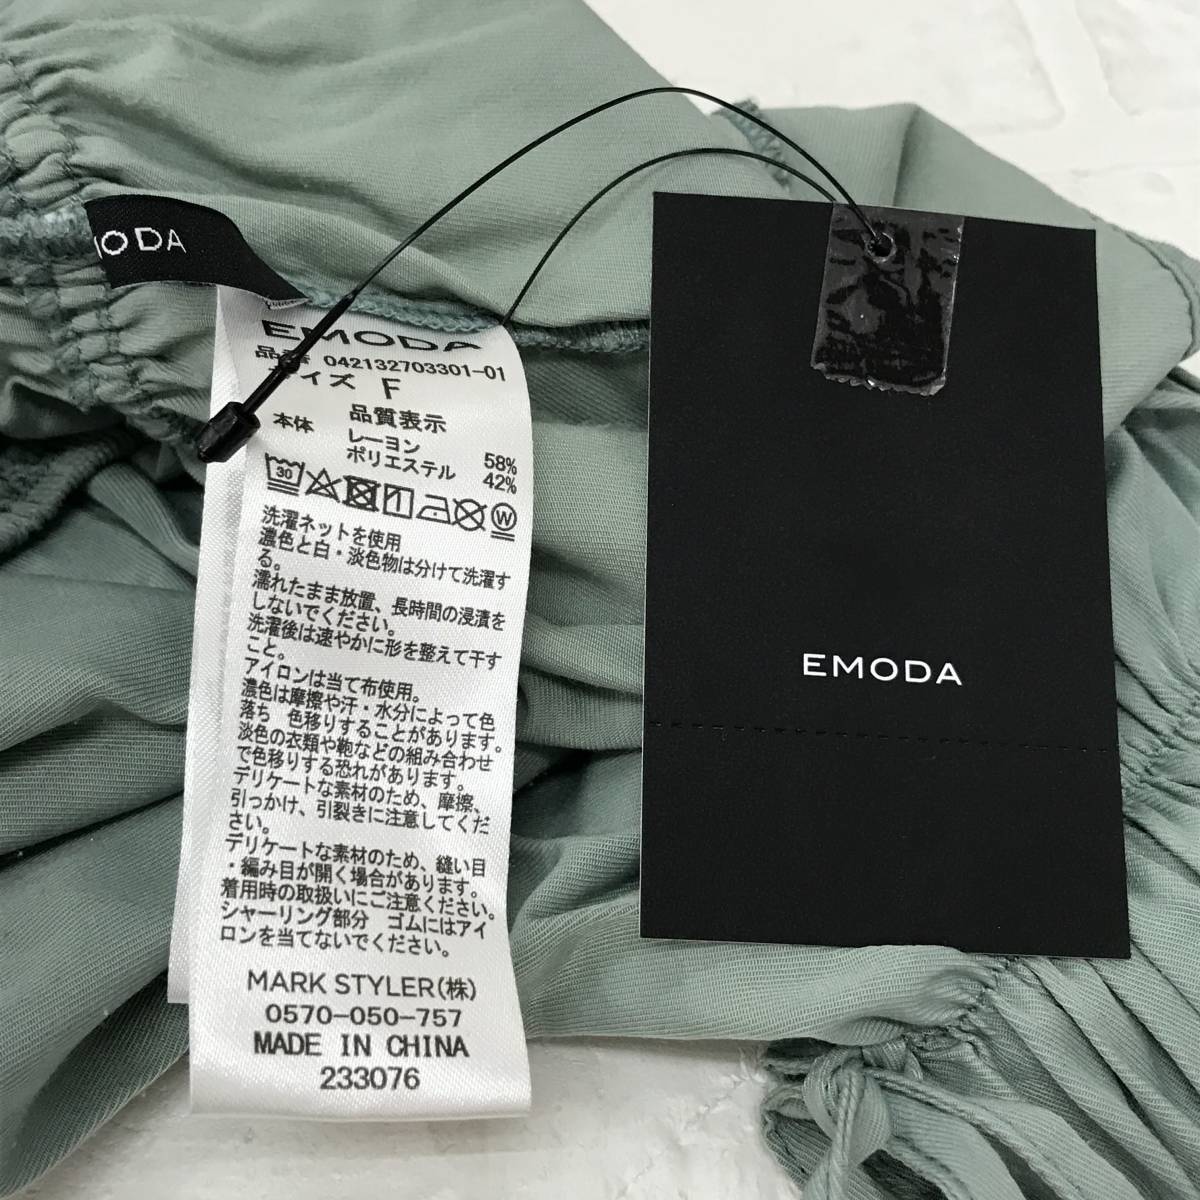 MODA
EMODA
品番 042132703301-01
サイズ F
品質表示
本体 レーヨン 58%
ポリエステル 42%
30
W
洗濯ネットを使用
濃色と白・淡色物は分けて洗濯す
る。
濡れたまま放置、長時間の浸漬を
しないでください。
洗濯後は速やかに形を整えて干す
こと。
アイロンは当て布使用。
濃色は摩擦や汗・水分によって色
落ち 色移りすることがあります。
淡色の衣類や鞄などの組み合わせ
で色移りする恐れがあります。
デリケートな素材のため、摩擦、
引っかけ、引裂きに注意してくだ
さい。
デリケートな素材のため、縫い目
・編み目が開く場合があります。
着用時の取扱いにご注意ください。
シャーリング部分 ゴムにはアイ
ロンを当てないでください。
MARK STYLER(株)
0570-050-757
MADE IN CHINA
233076
EMODA